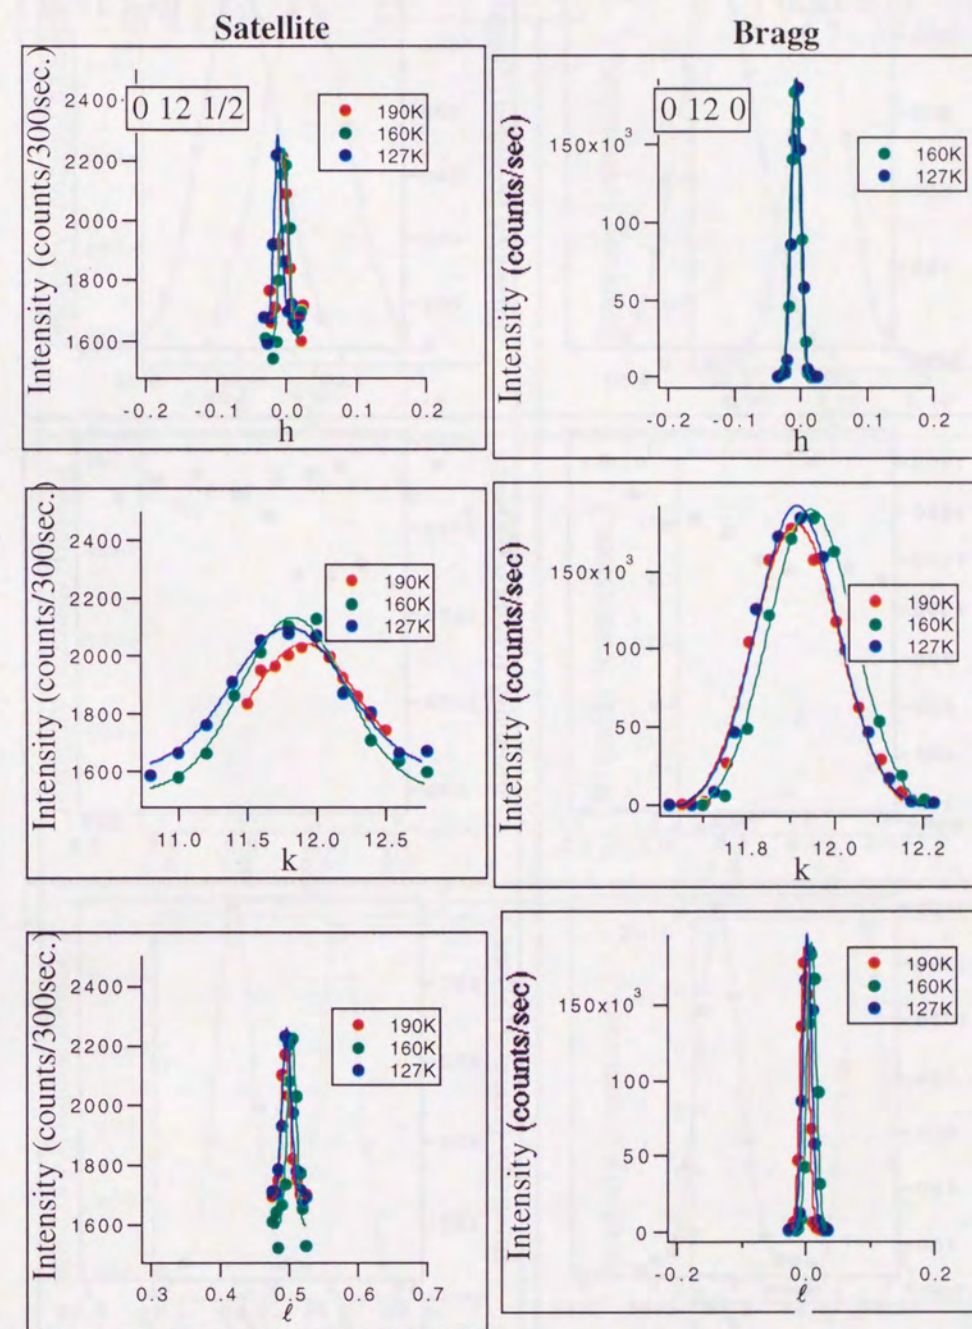 Satellite
Bragg
Intensity (counts/300sec.)
2400
2200
2000
1800
1600
0 12 1/2
190K
160K
127K
-0.2 -0.1 0.0 0.1 0.2
h
Intensity (counts/sec)
150x10³
100
50
0
0 12 0
160K
127K
-0.2 -0.1 0.0 0.1 0.2
h
Intensity (counts/300sec.)
2400
2200
2000
1800
1600
190K
160K
127K
11.0 11.5 12.0 12.5
k
Intensity (counts/sec)
150x10³
100
50
0
190K
160K
127K
11.8 12.0 12.2
k
Intensity (counts/300sec.)
2400
2200
2000
1800
1600
190K
160K
127K
0.3 0.4 0.5 0.6 0.7
ℓ
Intensity (counts/sec)
150x10³
100
50
0
190K
160K
127K
-0.2 0.0 0.2
ℓ